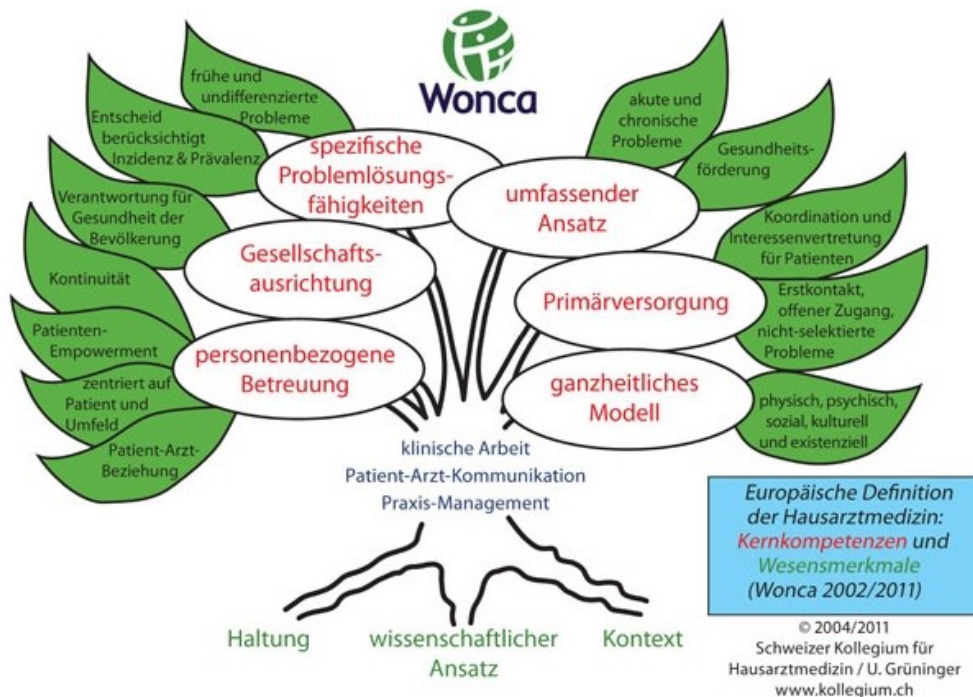 Wonca
frühe und
undifferenzierte
Probleme
Entscheid
berücksichtigt
Inzidenz & Prävalenz
Verantwortung für
Gesundheit der
Bevölkerung
Kontinuität
Patienten-
Empowerment
zentriert auf
Patient und
Umfeld
Patient-Arzt-
Beziehung
spezifische
Problemlösungs-
fähigkeiten
Gesellschafts-
ausrichtung
personenbezogene
Betreuung
umfassender
Ansatz
Primärversorgung
ganzheitliches
Modell
akute und
chronische
Probleme
Gesundheits-
förderung
Koordination und
Interessenvertretung
für Patienten
Erstkontakt,
offener Zugang,
nicht-selektierte
Probleme
physisch, psychisch,
sozial, kulturell
und existenziell
klinische Arbeit
Patient-Arzt-Kommunikation
Praxis-Management
Haltung
wissenschaftlicher
Ansatz
Kontext
Europäische Definition
der Hausarztmedizin:
Kernkompetenzen und
Wesensmerkmale
(Wonca 2002/2011)
© 2004/2011
Schweizer Kollegium für
Hausarztmedizin / U. Grüninger
www.kollegium.ch